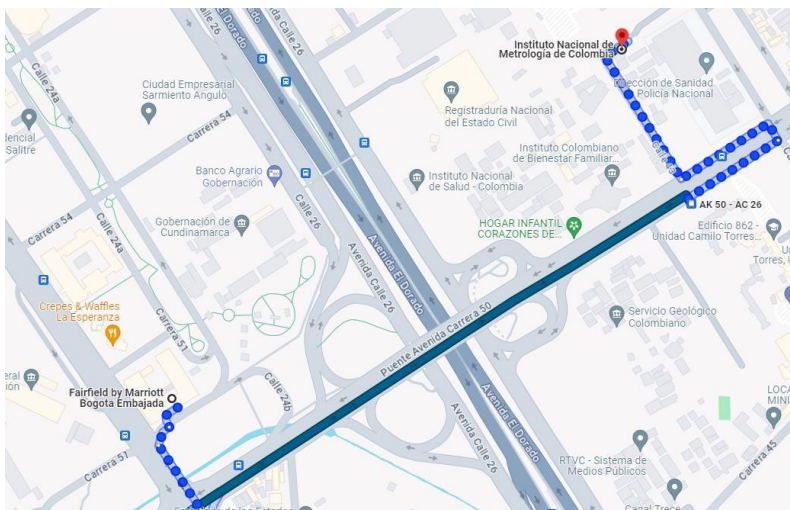 Calle 26
Avenida El Dorado
Calle 26
Instituto Nacional de
Metrología de Colombia
Calle 24a
Ciudad Empresarial
Sarmiento Angulo
Carrera 54
Dirección de Sanidad
Policía Nacional
Registraduría Nacional
del Estado Civil
Salitre
Instituto Colombiano
de Bienestar Familiar...
Banco Agrario
Gobernación
Instituto Nacional
de Salud - Colombia
AK 50 - AC 26
Carrera 54
Calle 24a
Gobernación de
Cundinamarca
Calle 26
HOGAR INFANTIL
CORAZONES DE...
Edificio 862 -
Unidad Camilo Torres...
Avenida Calle 26
Avenida El Dorado
Crepes & Waffles
La Esperanza
Carrera 51
Puente Avenida Carrera 50
Servicio Geológico
Colombiano
Fairfield by Marriott
Bogota Embajada
Calle 24b
Avenida El Dorado
Avenida Calle 26
Carrera 51
RTVC - Sistema de
Medios Públicos
Carrera 45
Canal Trece